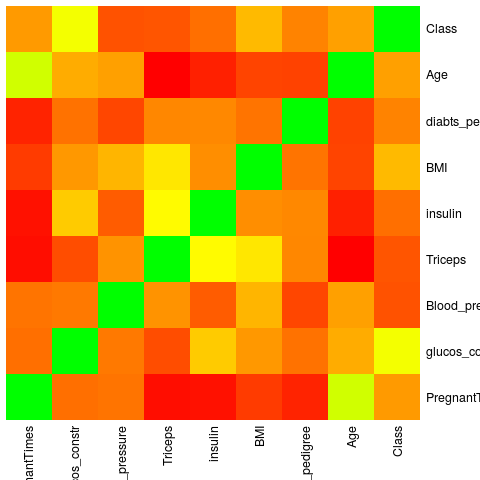 Class
Age
diabts_pe
BMI
insulin
Triceps
Blood_pre
glucos_co
PregnantT
nantTimes
cos_constr
_pressure
Triceps
insulin
BMI
_pedigree
Age
Class